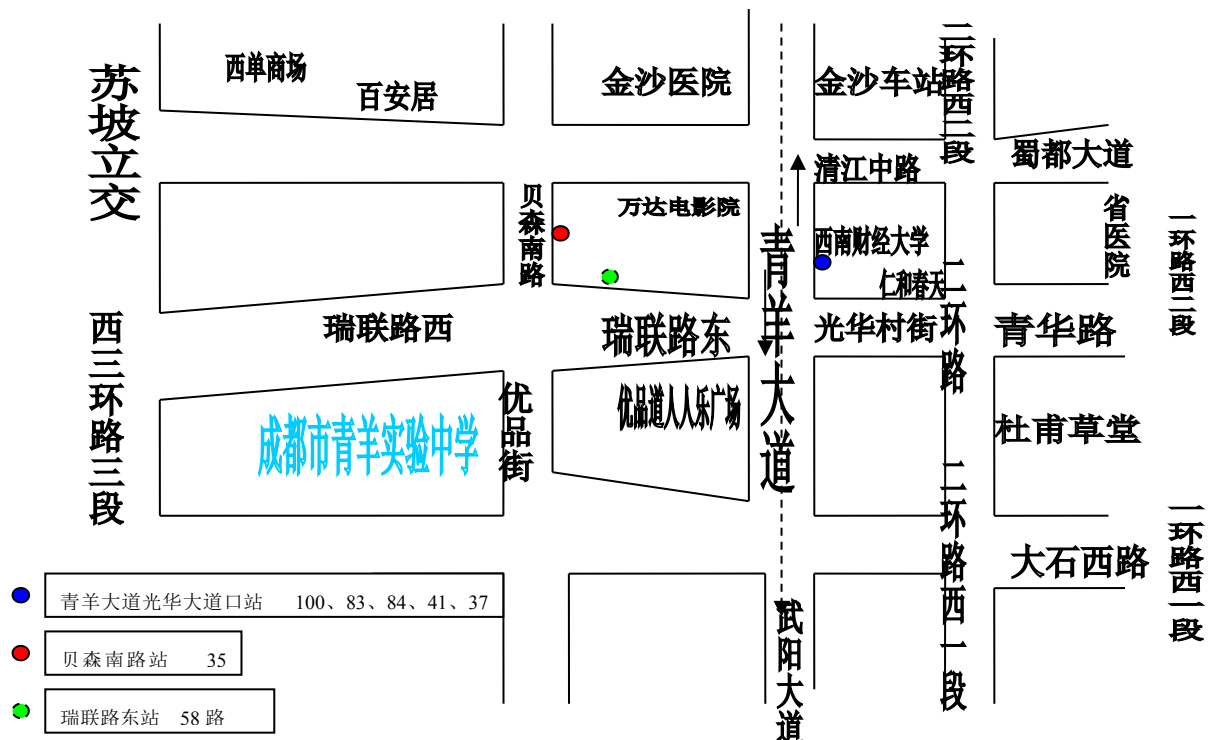 苏坡立交
西单商场
百安居
金沙医院
金沙车站
二环路西二段
蜀都大道
清江中路
贝森南路
万达电影院
青羊大道
西南财经大学
仁和春天
省医院
一环路西二段
西三环路三段
瑞联路西
瑞联路东
光华村街
二环路
青华路
成都市青羊实验中学
优品街
优品道人人乐广场
杜甫草堂
二环路西一段
大石西路
一环路西一段
武阳大道
青羊大道光华大道口站 100、83、84、41、37
贝森南路站 35
瑞联路东站 58 路